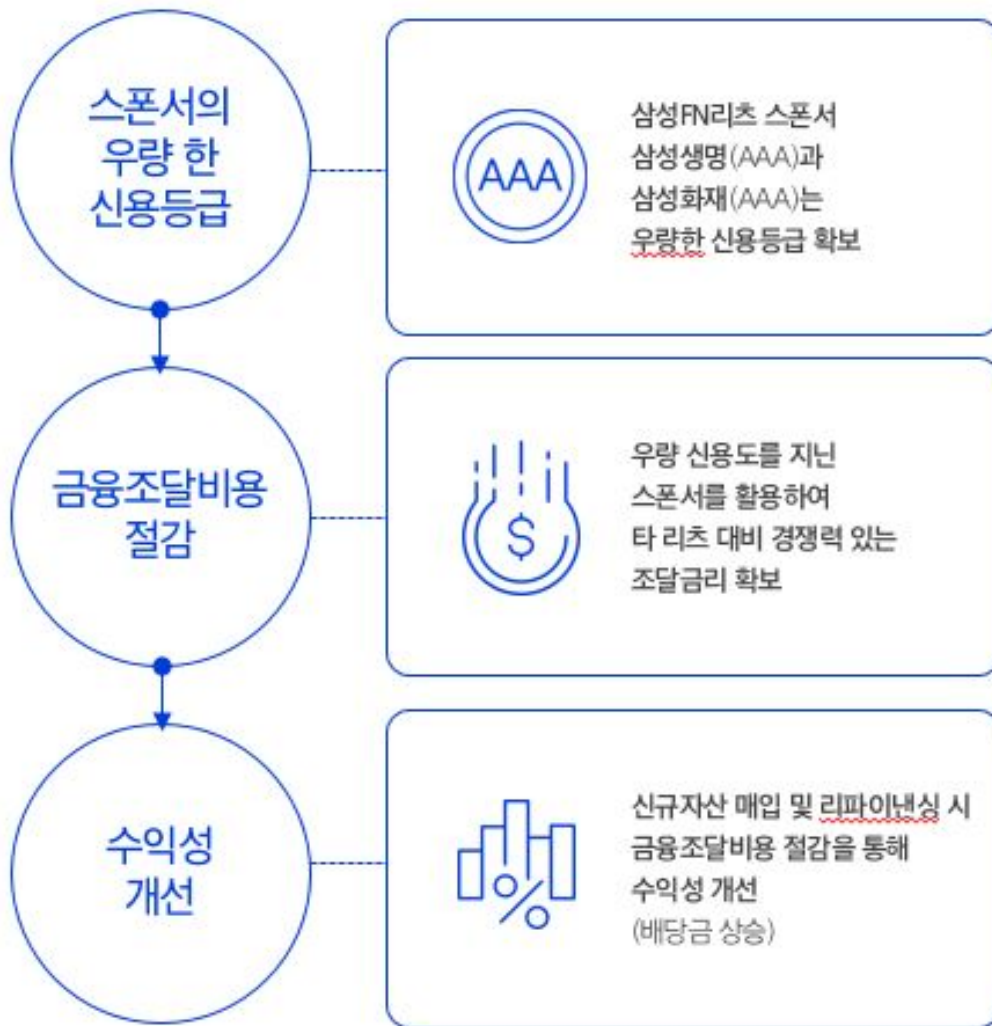 스폰서의
우량 한
신용등급
AAA
삼성FN리츠 스폰서
삼성생명(AAA)과
삼성화재(AAA)는
우량한 신용등급 확보
금융조달비용
절감
$
우량 신용도를 지닌
스폰서를 활용하여
타 리츠 대비 경쟁력 있는
조달금리 확보
수익성
개선
%
신규자산 매입 및 리파이낸싱 시
금융조달비용 절감을 통해
수익성 개선
(배당금 상승)